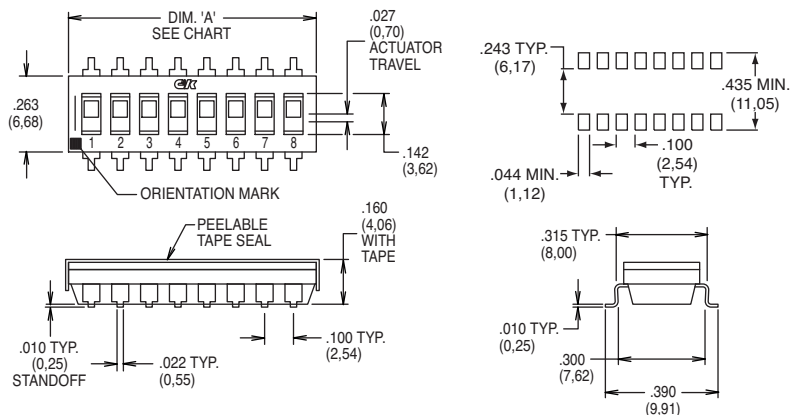 DIM. 'A'
SEE CHART
.027
(0,70)
ACTUATOR
TRAVEL
C&K
.263
(6,68)
1 2 3 4 5 6 7 8
.142
(3,62)
ORIENTATION MARK
.243 TYP.
(6,17)
.435 MIN.
(11,05)
.044 MIN.
(1,12)
.100
(2,54)
TYP.
PEELABLE
TAPE SEAL
.160
(4,06)
WITH
TAPE
.010 TYP.
(0,25)
STANDOFF
.022 TYP.
(0,55)
.100 TYP.
(2,54)
.315 TYP.
(8,00)
.010 TYP.
(0,25)
.300
(7,62)
.390
(9,91)